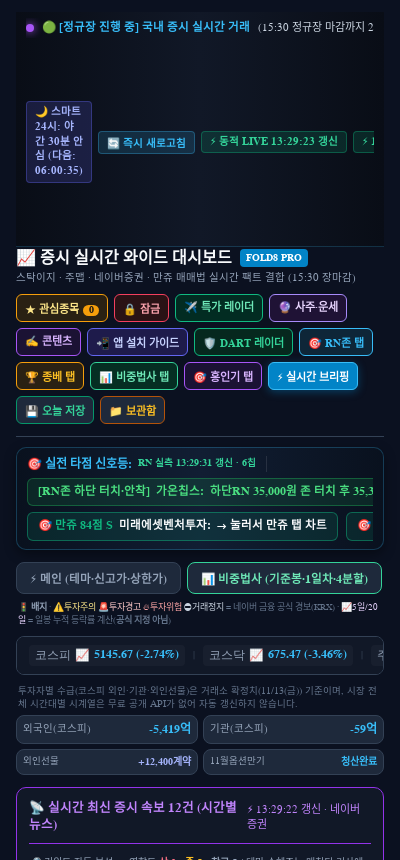 🟢 [정규장 진행 중] 국내 증시 실시간 거래 (15:30 정규장 마감까지 2
🌙 스마트
24시: 야
간 30분 안
심 (다음:
06:00:35)
🔄 즉시 새로고침
⚡ 동적 LIVE 13:29:23 갱신
📈 증시 실시간 와이드 대시보드 FOLD8 PRO
스탁이지 · 주맵 · 네이버증권 · 만쥬 매매법 실시간 팩트 결합 (15:30 장마감)
★ 관심종목 0 🔒 잠금 ✈️ 특가 레이더 🔮 사주·운세
✍️ 콘텐츠 📲 앱 설치 가이드 🛡️ DART 레이더 🎯 RN존 탭
🏆 종베 탭 📊 비중법사 탭 🎯 홍인기 탭 ⚡ 실시간 브리핑
💾 오늘 저장 📁 보관함
🎯 실전 타점 신호등: RN 실측 13:29:31 갱신 · 6칩
[RN존 하단 터치·안착] 가온칩스: 하단RN 35,000원 존 터치 후 35,3
🎯 만쥬 84점 S 미래에셋벤처투자: → 눌러서 만쥬 탭 차트 🎯
⚡ 메인 (테마·신고가·상한가) 📊 비중법사 (기준봉·1일차·4분할)
🚦 배지 · ⚠️투자주의 🚨투자경고 ⛔거래정지 = 네이버 금융 공식 경보(KRX) · 📈5일/20
일 = 일봉 누적 등락률 계산(공식 지정 아님)
코스피 📈 5145.67 (-2.74%) | 코스닥 📈 675.47 (-3.46%) |
투자자별 수급(코스피 외인·기관·외인선물)은 거래소 확정치(11/13(금)) 기준이며, 시장 전
체 시간대별 시계열은 무료 공개 API가 없어 자동 갱신하지 않습니다.
외국인(코스피) -5,419억 기관(코스피) -59억
외인선물 +12,400계약 11월옵션만기 청산완료
📡 실시간 최신 증시 속보 12건 (시간별
뉴스)
⚡ 13:29:22 갱신 · 네이버
증권